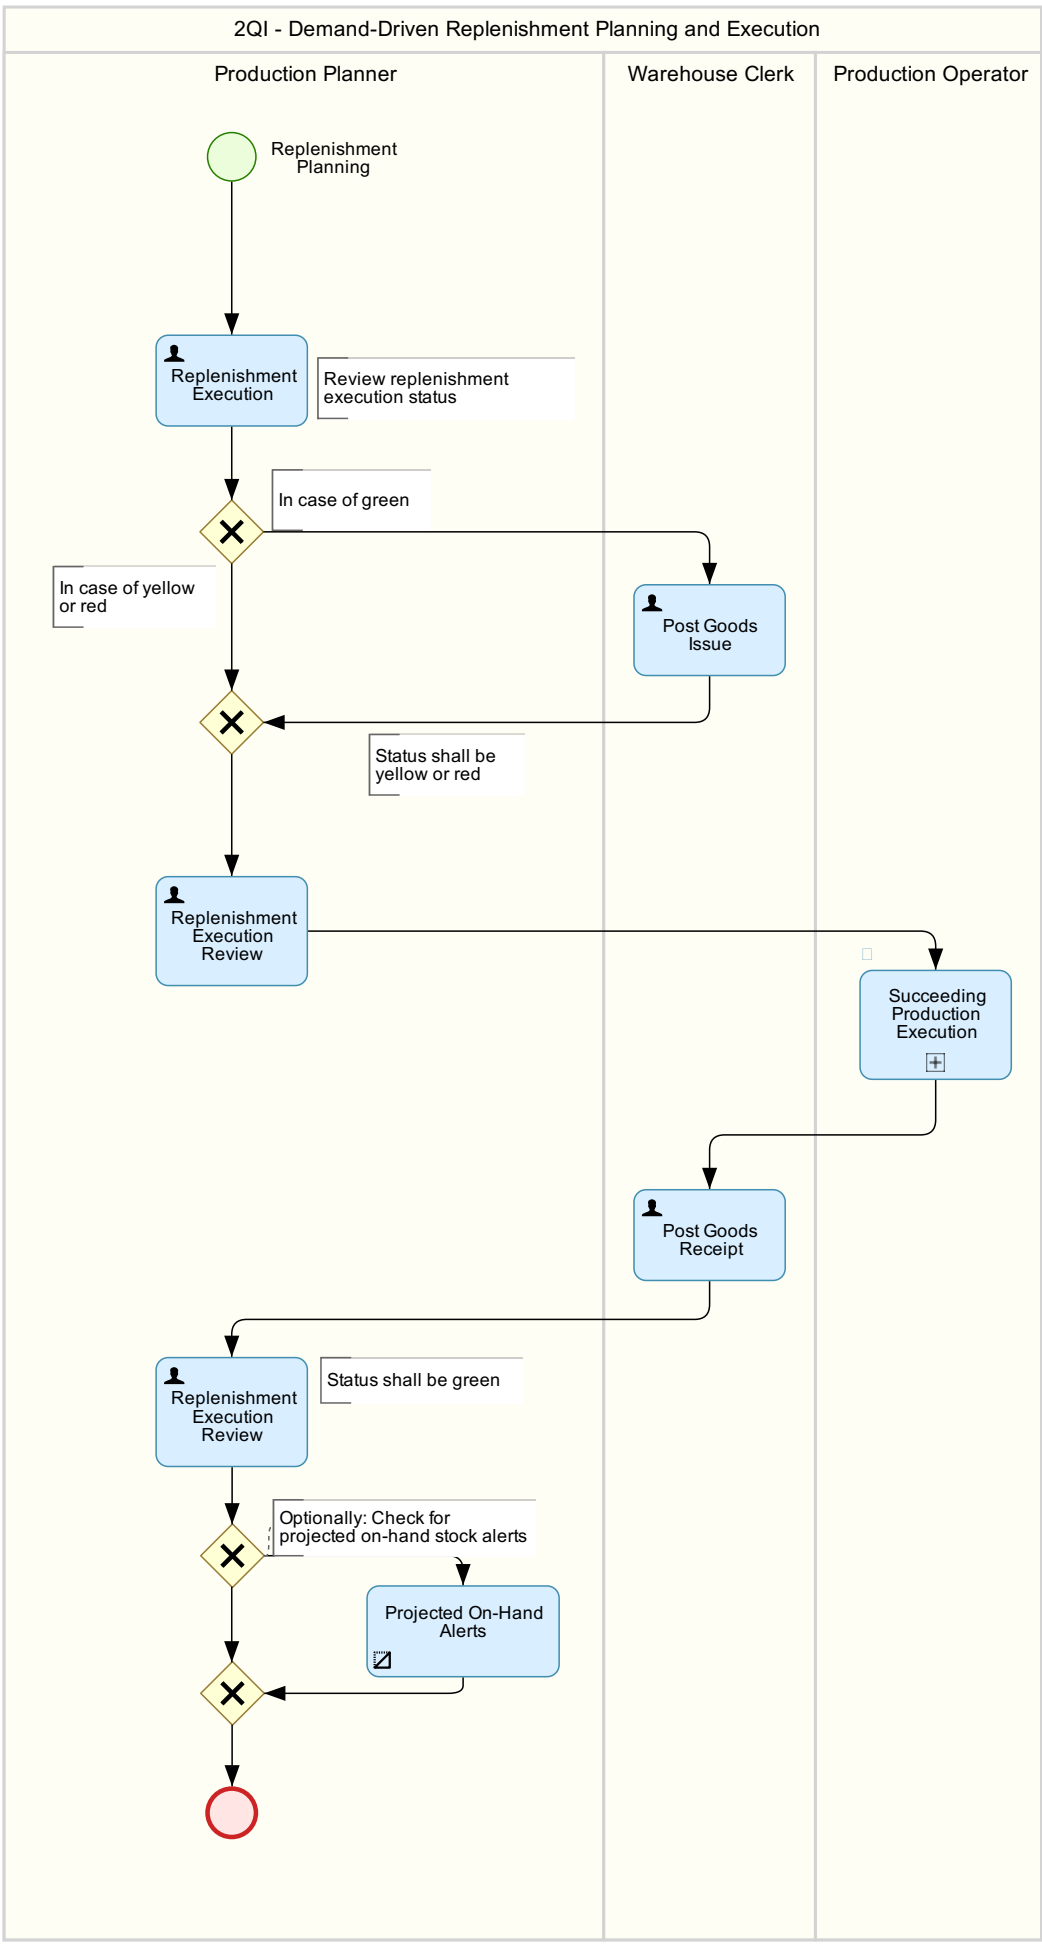 2QI - Demand-Driven Replenishment Planning and Execution
Production Planner
Warehouse Clerk
Production Operator
Replenishment
Planning
Replenishment
Execution
Review replenishment
execution status
In case of green
In case of yellow
or red
Post Goods
Issue
Status shall be
yellow or red
Replenishment
Execution
Review
Succeeding
Production
Execution
Post Goods
Receipt
Replenishment
Execution
Review
Status shall be green
Optionally: Check for
projected on-hand stock alerts
Projected On-Hand
Alerts